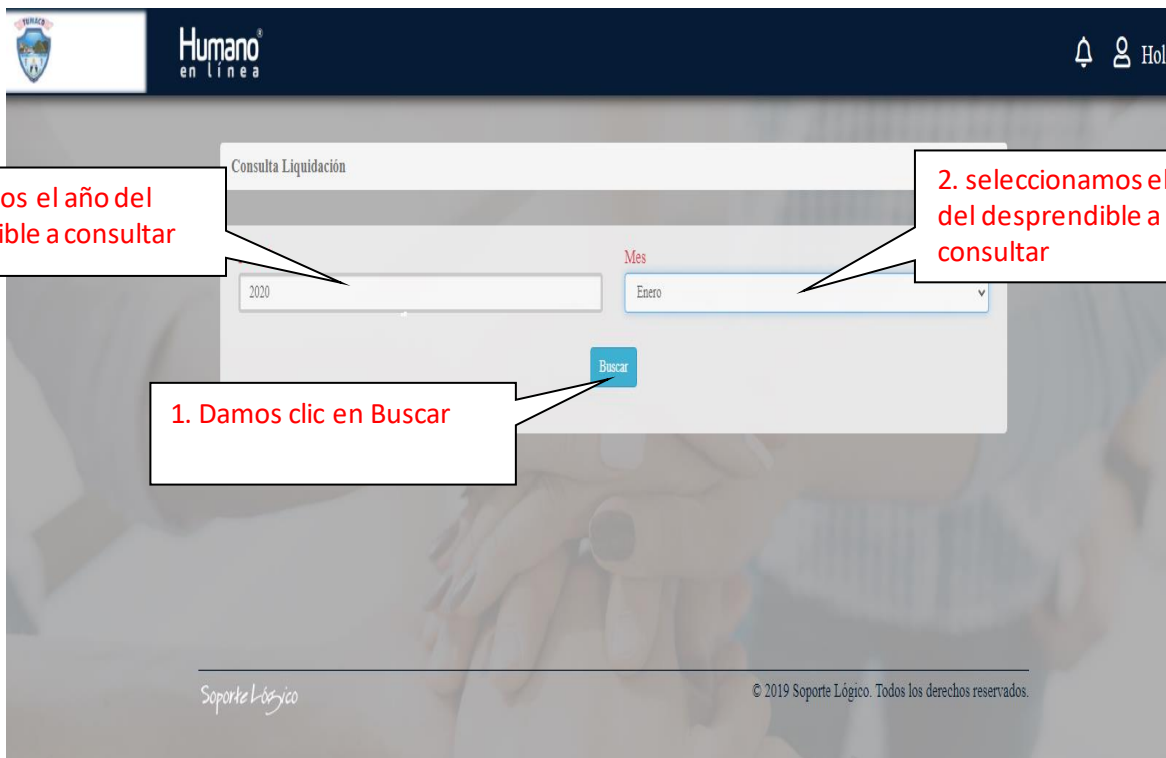 TUMACO
Humano®
en línea
Hol
Consulta Liquidación
os el año del
ible a consultar
2. seleccionamos el
del desprendible a
consultar
Mes
2020
Enero
Buscar
1. Damos clic en Buscar
Soporte Lógico
© 2019 Soporte Lógico. Todos los derechos reservados.